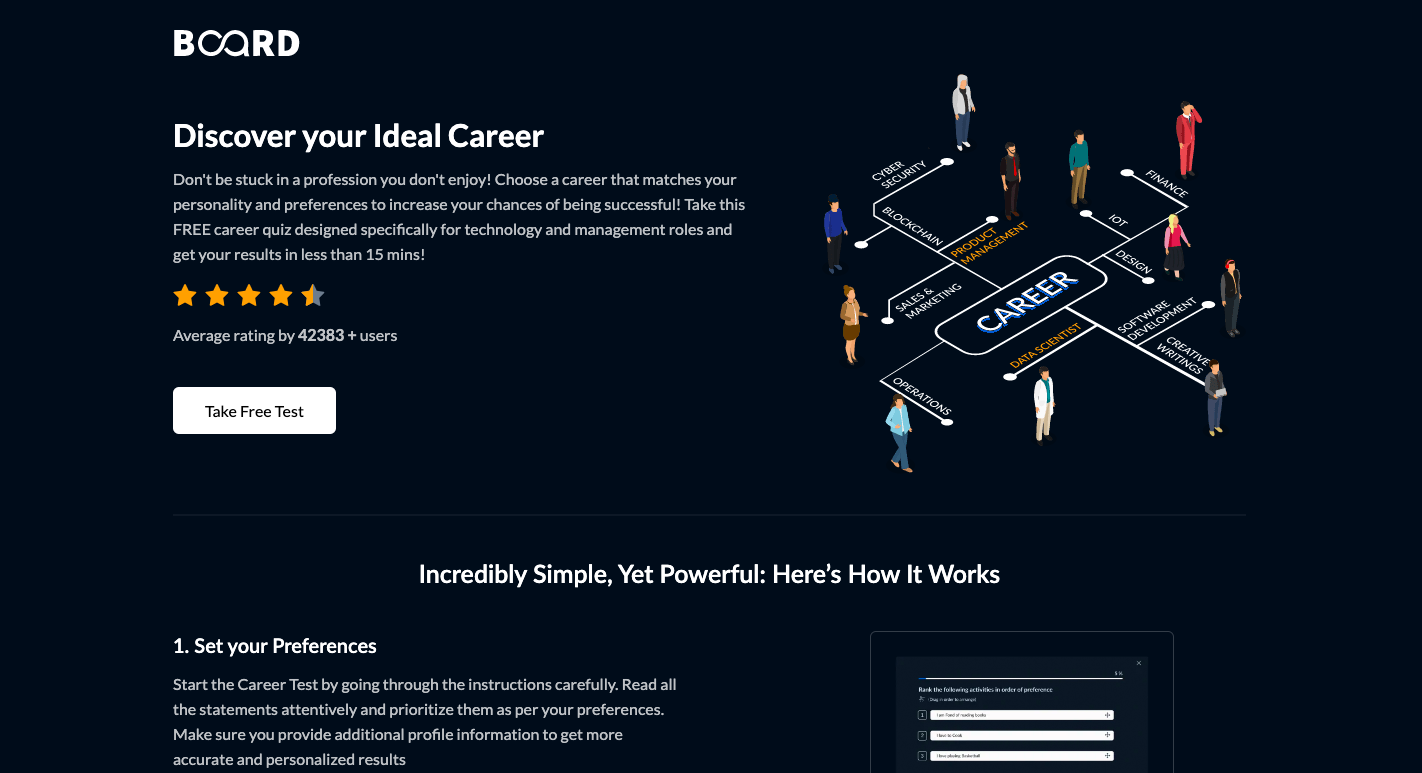 BOARD
Discover your Ideal Career
Don't be stuck in a profession you don't enjoy! Choose a career that matches your
personality and preferences to increase your chances of being successful! Take this
FREE career quiz designed specifically for technology and management roles and
get your results in less than 15 mins!
Average rating by 42383 + users
Take Free Test
CYBER
SECURITY
BLOCKCHAIN
PRODUCT
MANAGEMENT
SALES &
MARKETING
OPERATIONS
CAREER
FINANCE
IOT
DESIGN
SOFTWARE
DEVELOPMENT
CREATIVE
WRITINGS
DATA SCIENTIST
Incredibly Simple, Yet Powerful: Here’s How It Works
1. Set your Preferences
Start the Career Test by going through the instructions carefully. Read all
the statements attentively and prioritize them as per your preferences.
Make sure you provide additional profile information to get more
accurate and personalized results
5 %
Rank the following activities in order of preference
1 I am Fond of reading books
2 I love to Cook
3 I love playing Basketball